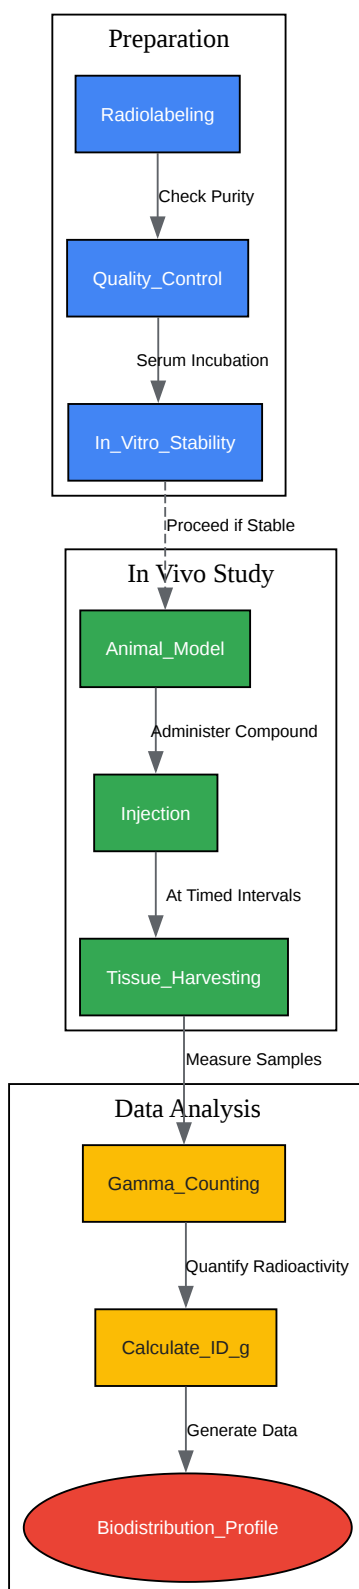 Preparation
Radiolabeling
Check Purity
Quality_Control
Serum Incubation
In_Vitro_Stability
Proceed if Stable
In Vivo Study
Animal_Model
Administer Compound
Injection
At Timed Intervals
Tissue_Harvesting
Measure Samples
Data Analysis
Gamma_Counting
Quantify Radioactivity
Calculate_ID_g
Generate Data
Biodistribution_Profile